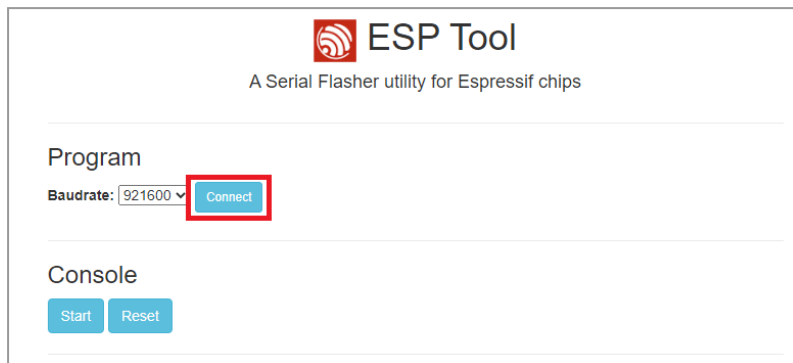 ESP Tool
A Serial Flasher utility for Espressif chips
Program
Baudrate: 921600 Connect
Console
Start Reset